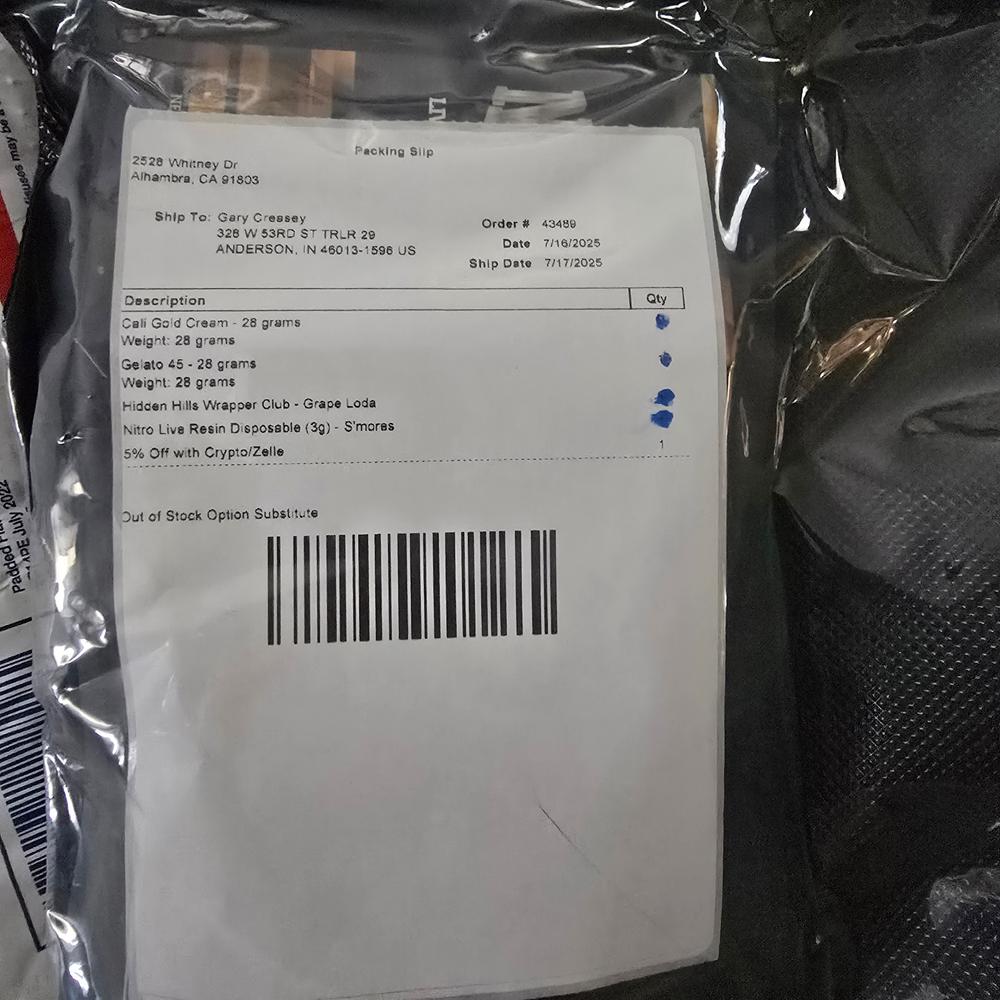 Packing Slip
2528 Whitney Dr
Alhambra, CA 91803
Ship To: Gary Creasey
328 W 53RD ST TRLR 29
ANDERSON, IN 46013-1596 US
Order # 43489
Date 7/16/2025
Ship Date 7/17/2025
Description Qty
Cali Gold Cream - 28 grams
Weight: 28 grams
Gelato 45 - 28 grams
Weight: 28 grams
Hidden Hills Wrapper Club - Grape Loda
Nitro Live Resin Disposable (3g) - S'mores
5% Off with Crypto/Zelle 1
Out of Stock Option Substitute
may be a
Padded
July 2022